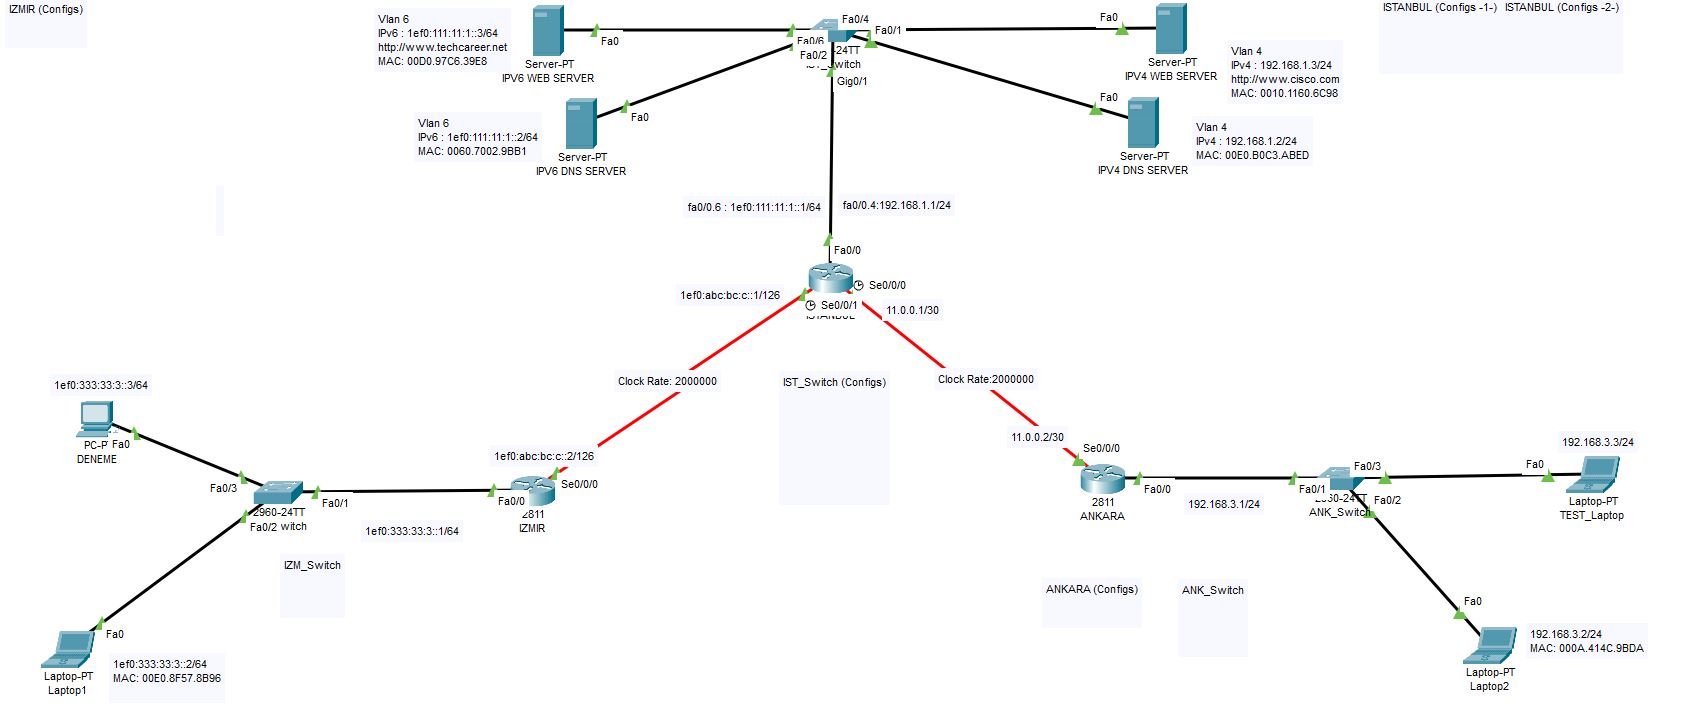 IZMIR (Configs)
Vlan 6
IPv6 : 1ef0:111:11:1::3/64
http://www.techcareer.net
MAC: 00D0.97C6.39E8
Fa0
Server-PT
IPV6 WEB SERVER
Fa0/4
Fa0/6
Fa0/1
Fa0/2
-24TT
Gig0/1
Fa0
Server-PT
IPV4 WEB SERVER
Vlan 4
IPv4 : 192.168.1.3/24
http://www.cisco.com
MAC: 0010.1160.6C98
ISTANBUL (Configs -1-)
ISTANBUL (Configs -2-)
Vlan 6
IPv6 : 1ef0:111:11:1::2/64
MAC: 0060.7002.9BB1
Fa0
Server-PT
IPV6 DNS SERVER
Fa0
Server-PT
IPV4 DNS SERVER
Vlan 4
IPv4 : 192.168.1.2/24
MAC: 00E0.B0C3.ABED
fa0/0.6 : 1ef0:111:11:1::1/64
fa0/0.4:192.168.1.1/24
Fa0/0
Se0/0/0
1ef0:abc:bc:c::1/126
Se0/0/1
11.0.0.1/30
ISTANBUL
Clock Rate: 2000000
IST_Switch (Configs)
Clock Rate:2000000
1ef0:333:33:3::3/64
PC-P
Fa0
DENEME
Fa0/3
2960-24TT
Fa0/2
witch
Fa0/1
1ef0:abc:bc:c::2/126
Se0/0/0
Fa0/0
2811
IZMIR
1ef0:333:33:3::1/64
IZM_Switch
Fa0
Laptop-PT
Laptop1
1ef0:333:33:3::2/64
MAC: 00E0.8F57.8B96
11.0.0.2/30
Se0/0/0
2811
ANKARA
Fa0/0
192.168.3.1/24
Fa0/1
Fa0/3
Fa0/2
2960-24TT
ANK_Switch
192.168.3.3/24
Fa0
Laptop-PT
TEST_Laptop
ANKARA (Configs)
ANK_Switch
Fa0
192.168.3.2/24
MAC: 000A.414C.9BDA
Laptop-PT
Laptop2